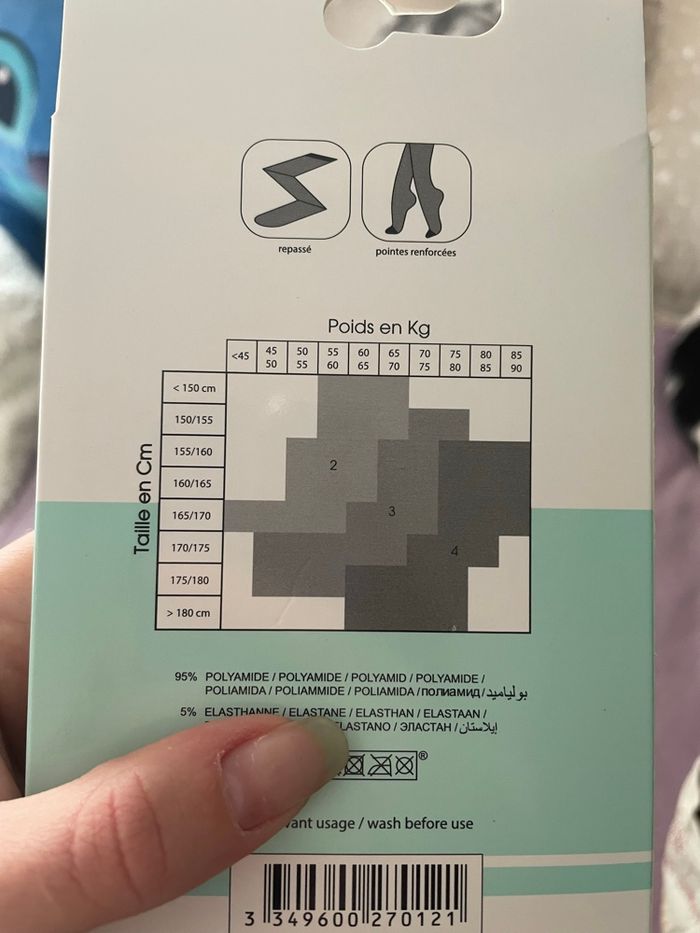 repassé
pointes renforcées
Poids en Kg
<45 45 50 50 55 55 60 60 65 65 70 70 75 75 80 80 85 85 90
Taille en Cm
< 150 cm
150/155
155/160
2
160/165
165/170
3
170/175
4
175/180
> 180 cm
95% POLYAMIDE / POLYAMIDE / POLYAMID / POLYAMIDE /
POLIAMIDA / POLIAMMIDE / POLIAMIDA / ПОЛИАМИД / بولياميد
5% ELASTHANNE / ELASTANE / ELASTHAN / ELASTAAN /
ELASTANO / ЭЛАСТАН / إيلاستان
®
usage / wash before use
3 349600 270121